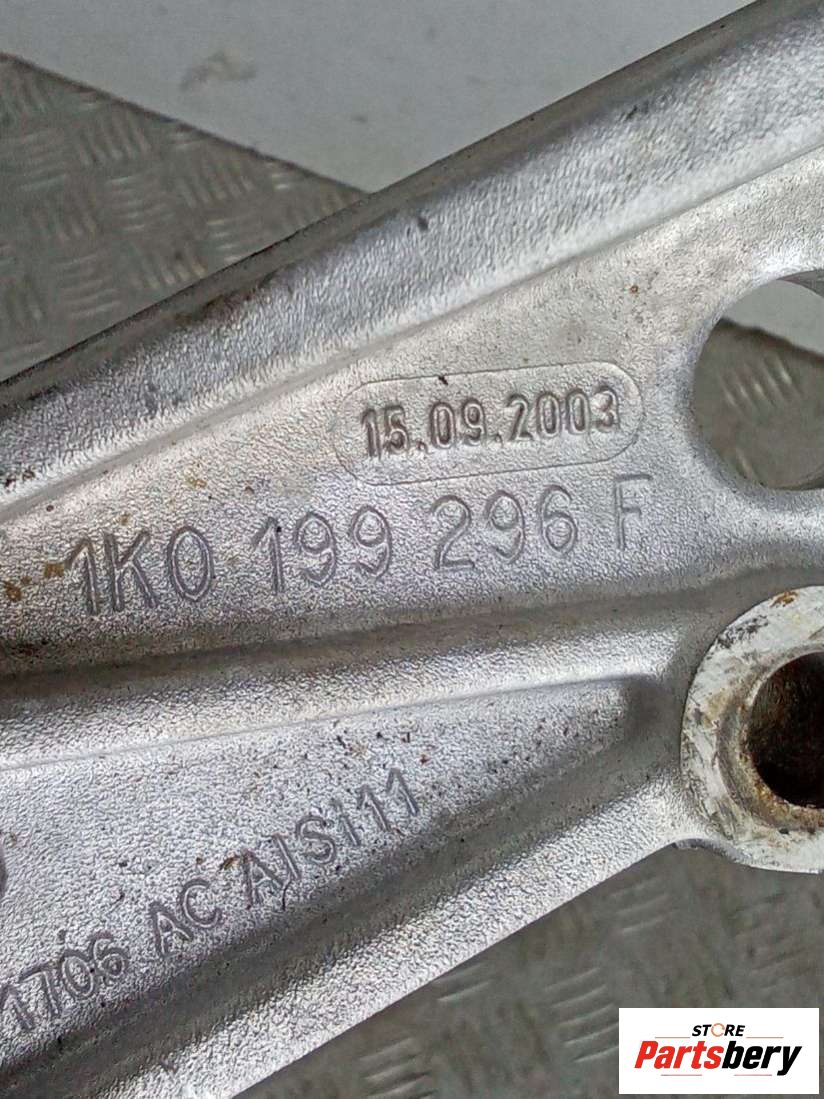 15.09.2003
1K0 199 296 F
1706 AC AlSi11
STORE
Partsbery